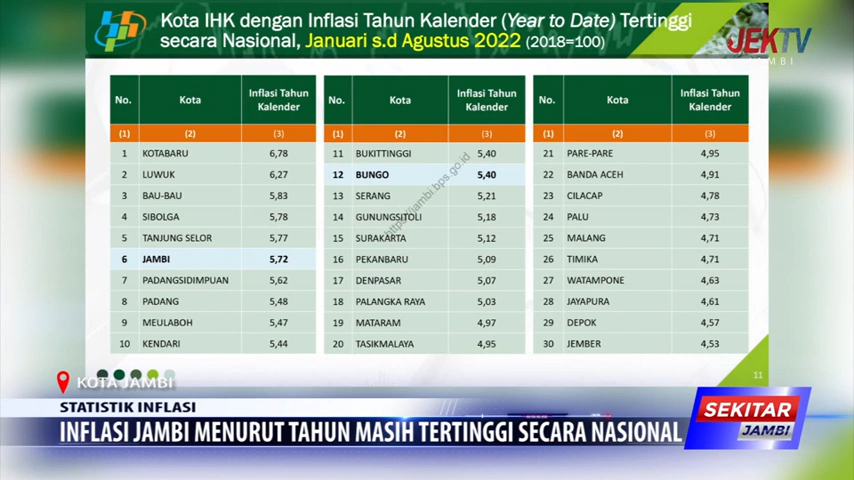 Kota IHK dengan Inflasi Tahun Kalender (Year to Date) Tertinggi
secara Nasional, Januari s.d Agustus 2022 (2018=100)
JEKTV
JAMBI
No. Kota Inflasi Tahun Kalender
(1) (2) (3)
1 KOTABARU 6,78
2 LUWUK 6,27
3 BAU-BAU 5,83
4 SIBOLGA 5,78
5 TANJUNG SELOR 5,77
6 JAMBI 5,72
7 PADANGSIDIMPUAN 5,62
8 PADANG 5,48
9 MEULABOH 5,47
10 KENDARI 5,44
No. Kota Inflasi Tahun Kalender
(1) (2) (3)
11 BUKITTINGGI 5,40
12 BUNGO 5,40
13 SERANG 5,21
14 GUNUNGSITOLI 5,18
15 SURAKARTA 5,12
16 PEKANBARU 5,09
17 DENPASAR 5,07
18 PALANGKA RAYA 5,03
19 MATARAM 4,97
20 TASIKMALAYA 4,95
No. Kota Inflasi Tahun Kalender
(1) (2) (3)
21 PARE-PARE 4,95
22 BANDA ACEH 4,91
23 CILACAP 4,78
24 PALU 4,73
25 MALANG 4,71
26 TIMIKA 4,71
27 WATAMPONE 4,63
28 JAYAPURA 4,61
29 DEPOK 4,57
30 JEMBER 4,53
https://jambi.bps.go.id
11
KOTA JAMBI
STATISTIK INFLASI
INFLASI JAMBI MENURUT TAHUN MASIH TERTINGGI SECARA NASIONAL
SEKITAR
JAMBI